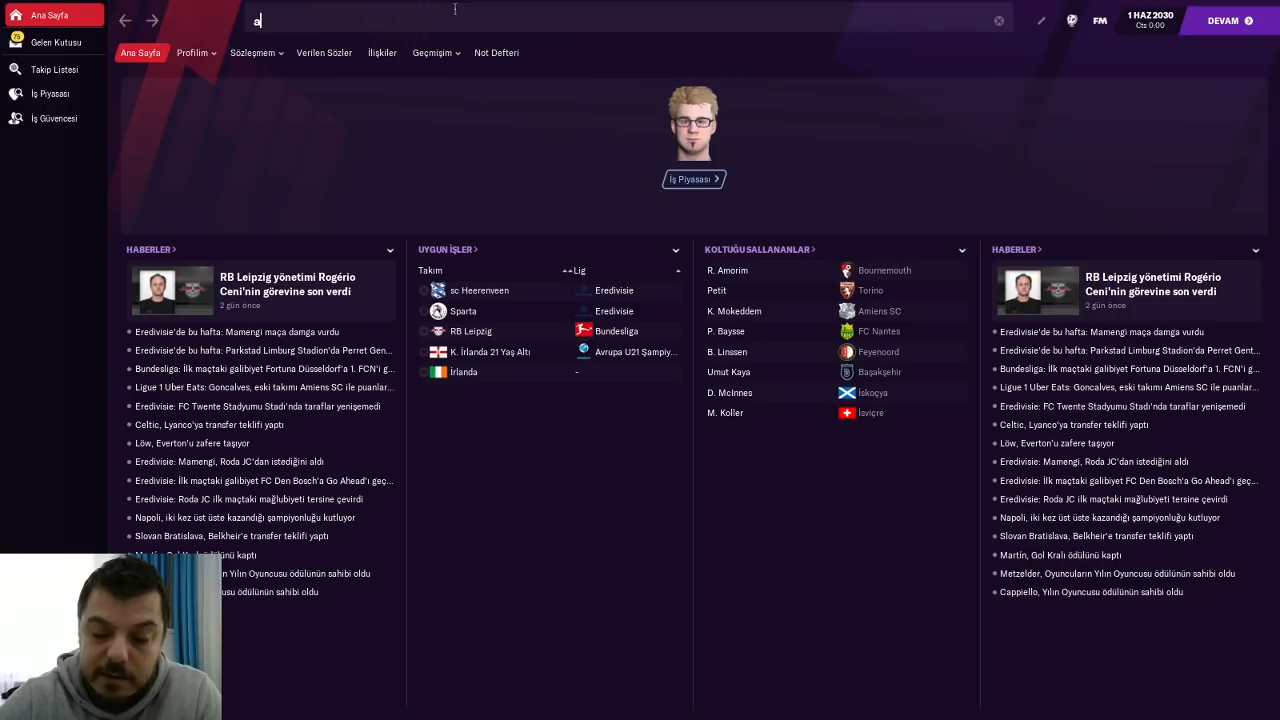 Ana Sayfa
a
1 HAZ 2030
Cts 0:00
FM
DEVAM
75
Gelen Kutusu
Ana Sayfa
Profilim
Sözleşmem
Verilen Sözler
İlişkiler
Geçmişim
Not Defteri
Takip Listesi
İş Piyasası
İş Güvencesi
İş Piyasası
HABERLER
RB Leipzig yönetimi Rogério
Ceni'nin görevine son verdi
2 gün önce
Eredivisie'de bu hafta: Mamengi maça damga vurdu
Eredivisie'de bu hafta: Parkstad Limburg Stadion'da Perret Gent...
Bundesliga: İlk maçtaki galibiyet Fortuna Düsseldorf'a 1. FCN'i g...
Ligue 1 Uber Eats: Goncalves, eski takımı Amiens SC ile puanlar...
Eredivisie: FC Twente Stadyumu Stadı'nda taraflar yenişemedi
Celtic, Lyanco'ya transfer teklifi yaptı
Löw, Everton'u zafere taşıyor
Eredivisie: Mamengi, Roda JC'dan istediğini aldı
Eredivisie: İlk maçtaki galibiyet FC Den Bosch'a Go Ahead'ı geç...
Eredivisie: Roda JC ilk maçtaki mağlubiyeti tersine çevirdi
Napoli, iki kez üst üste kazandığı şampiyonluğu kutluyor
Slovan Bratislava, Belkheir'e transfer teklifi yaptı
ödülünü kaptı
Yılın Oyuncusu ödülünün sahibi oldu
ödülünün sahibi oldu
UYGUN İŞLER
Takım Lig
sc Heerenveen Eredivisie
Sparta Eredivisie
RB Leipzig Bundesliga
K. İrlanda 21 Yaş Altı Avrupa U21 Şampiy...
İrlanda -
KOLTUĞU SALLANANLAR
R. Amorim Bournemouth
Petit Torino
K. Mokeddem Amiens SC
P. Baysse FC Nantes
B. Linssen Feyenoord
Umut Kaya Başakşehir
D. McInnes İskoçya
M. Koller İsviçre
HABERLER
RB Leipzig yönetimi Rogério
Ceni'nin görevine son verdi
2 gün önce
Eredivisie'de bu hafta: Mamengi maça damga vurdu
Eredivisie'de bu hafta: Parkstad Limburg Stadion'da Perret Gent...
Bundesliga: İlk maçtaki galibiyet Fortuna Düsseldorf'a 1. FCN'i g...
Ligue 1 Uber Eats: Goncalves, eski takımı Amiens SC ile puanlar...
Eredivisie: FC Twente Stadyumu Stadı'nda taraflar yenişemedi
Celtic, Lyanco'ya transfer teklifi yaptı
Löw, Everton'u zafere taşıyor
Eredivisie: Mamengi, Roda JC'dan istediğini aldı
Eredivisie: İlk maçtaki galibiyet FC Den Bosch'a Go Ahead'ı geç...
Eredivisie: Roda JC ilk maçtaki mağlubiyeti tersine çevirdi
Napoli, iki kez üst üste kazandığı şampiyonluğu kutluyor
Slovan Bratislava, Belkheir'e transfer teklifi yaptı
Martín, Gol Kralı ödülünü kaptı
Metzelder, Oyuncuların Yılın Oyuncusu ödülünün sahibi oldu
Cappiello, Yılın Oyuncusu ödülünün sahibi oldu